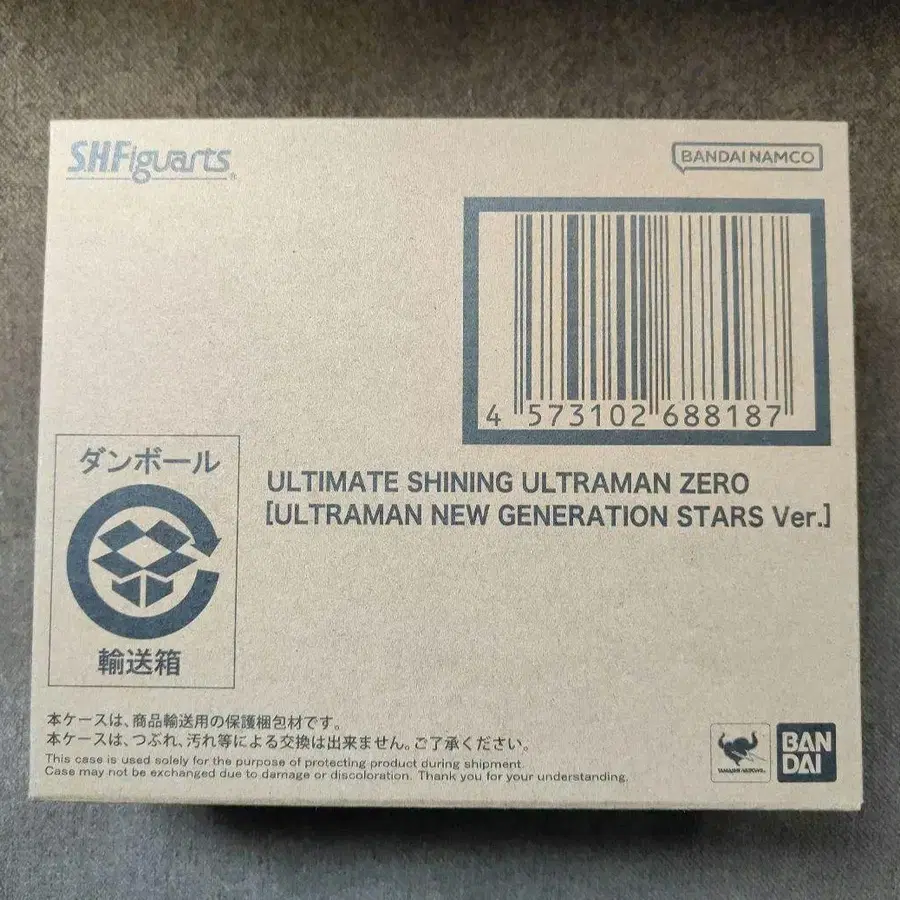 S.H.Figuarts
BANDAI NAMCO
4 573102 688187
ダンボール
輸送箱
ULTIMATE SHINING ULTRAMAN ZERO
[ULTRAMAN NEW GENERATION STARS Ver.]
本ケースは、商品輸送用の保護梱包材です。
本ケースは、つぶれ、汚れ等による交換は出来ません。ご了承ください。
This case is used solely for the purpose of protecting product during shipment.
Case may not be exchanged due to damage or discoloration. Thank you for your understanding.
TAMASHII NATIONS
BAN
DAI